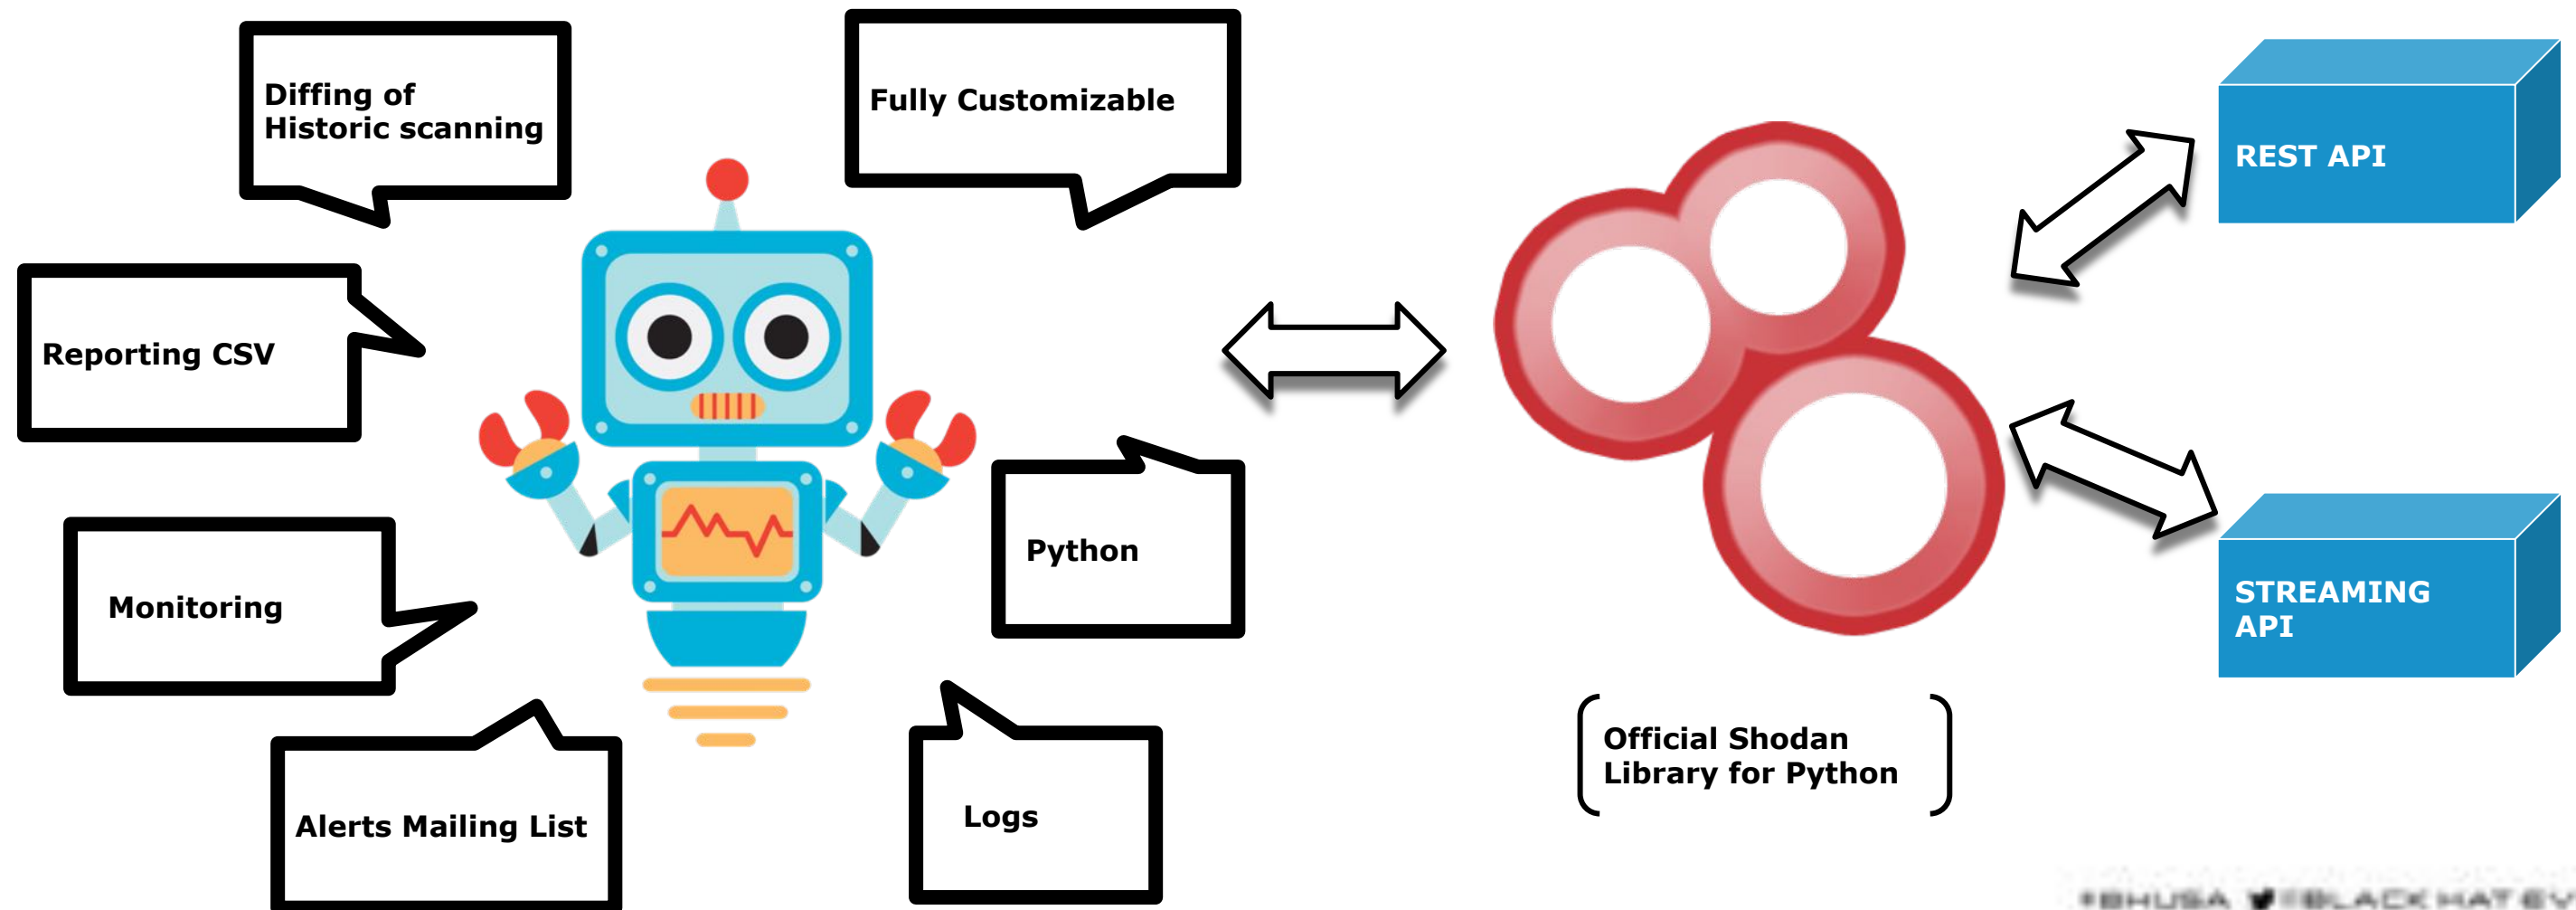 Diffing of
Historic scanning
Fully Customizable
REST API
Reporting CSV
Python
Monitoring
STREAMING
API
Official Shodan
Library for Python
Alerts Mailing List
Logs
#BHUSA